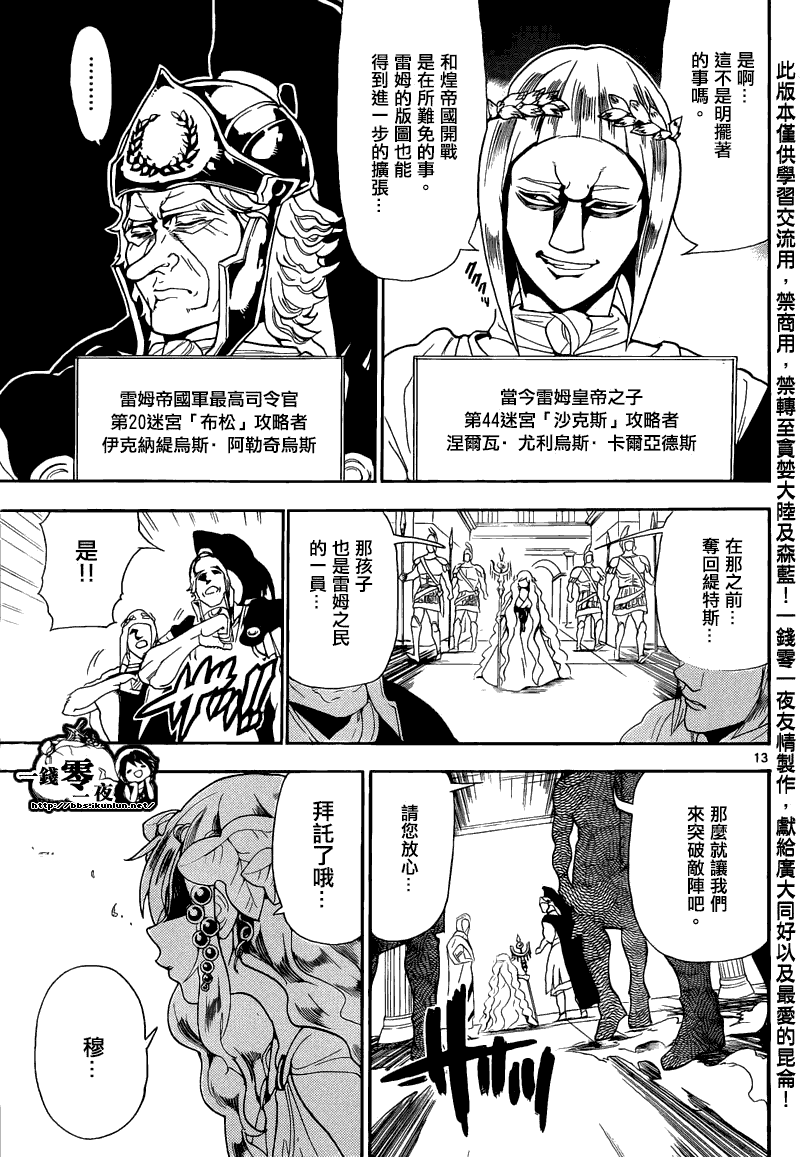 是啊…
這不是明擺著
的事嗎。
和煌帝國開戰
是在所難免的事。
雷姆的版圖也能
得到進一步的擴張…
………
當今雷姆皇帝之子
第44迷宮「沙克斯」攻略者
涅爾瓦·尤利烏斯·卡爾亞德斯
雷姆帝國軍最高司令官
第20迷宮「布松」攻略者
伊克納緹烏斯·阿勒奇烏斯
在那之前…
奪回緹特斯…
那孩子
也是雷姆之民
的一員…
是!!
13
那麼就讓我們
來突破敵陣吧。
請您放心…
拜託了哦…
穆…
一錢零一夜
http://bbs.ikunlun.net/
此版本僅供學習交流用，禁商用，禁轉至貪婪大陸及森藍！一錢零一夜友情製作，獻給廣大同好以及最愛的昆侖！